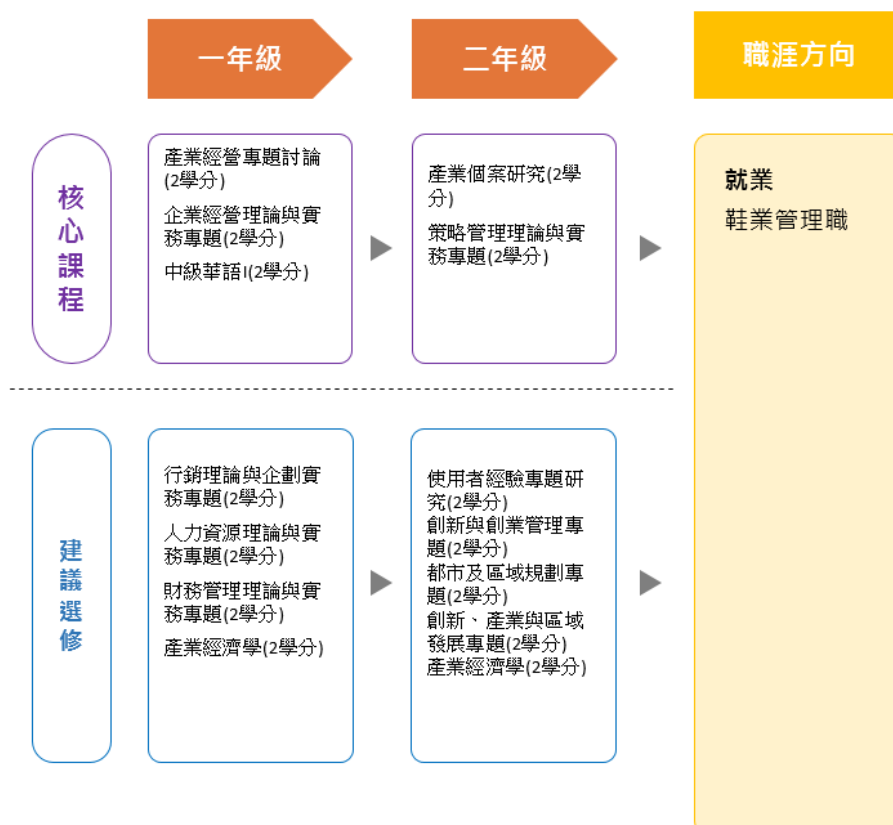 一年級
二年級
職涯方向
核
心
課
程
產業經營專題討論
(2學分)
企業經營理論與實
務專題(2學分)
中級華語I(2學分)
產業個案研究(2學
分)
策略管理理論與實
務專題(2學分)
就業
鞋業管理職
建
議
選
修
行銷理論與企劃實
務專題(2學分)
人力資源理論與實
務專題(2學分)
財務管理理論與實
務專題(2學分)
產業經濟學(2學分)
使用者經驗專題研
究(2學分)
創新與創業管理專
題(2學分)
都市及區域規劃專
題(2學分)
創新、產業與區域
發展專題(2學分)
產業經濟學(2學分)